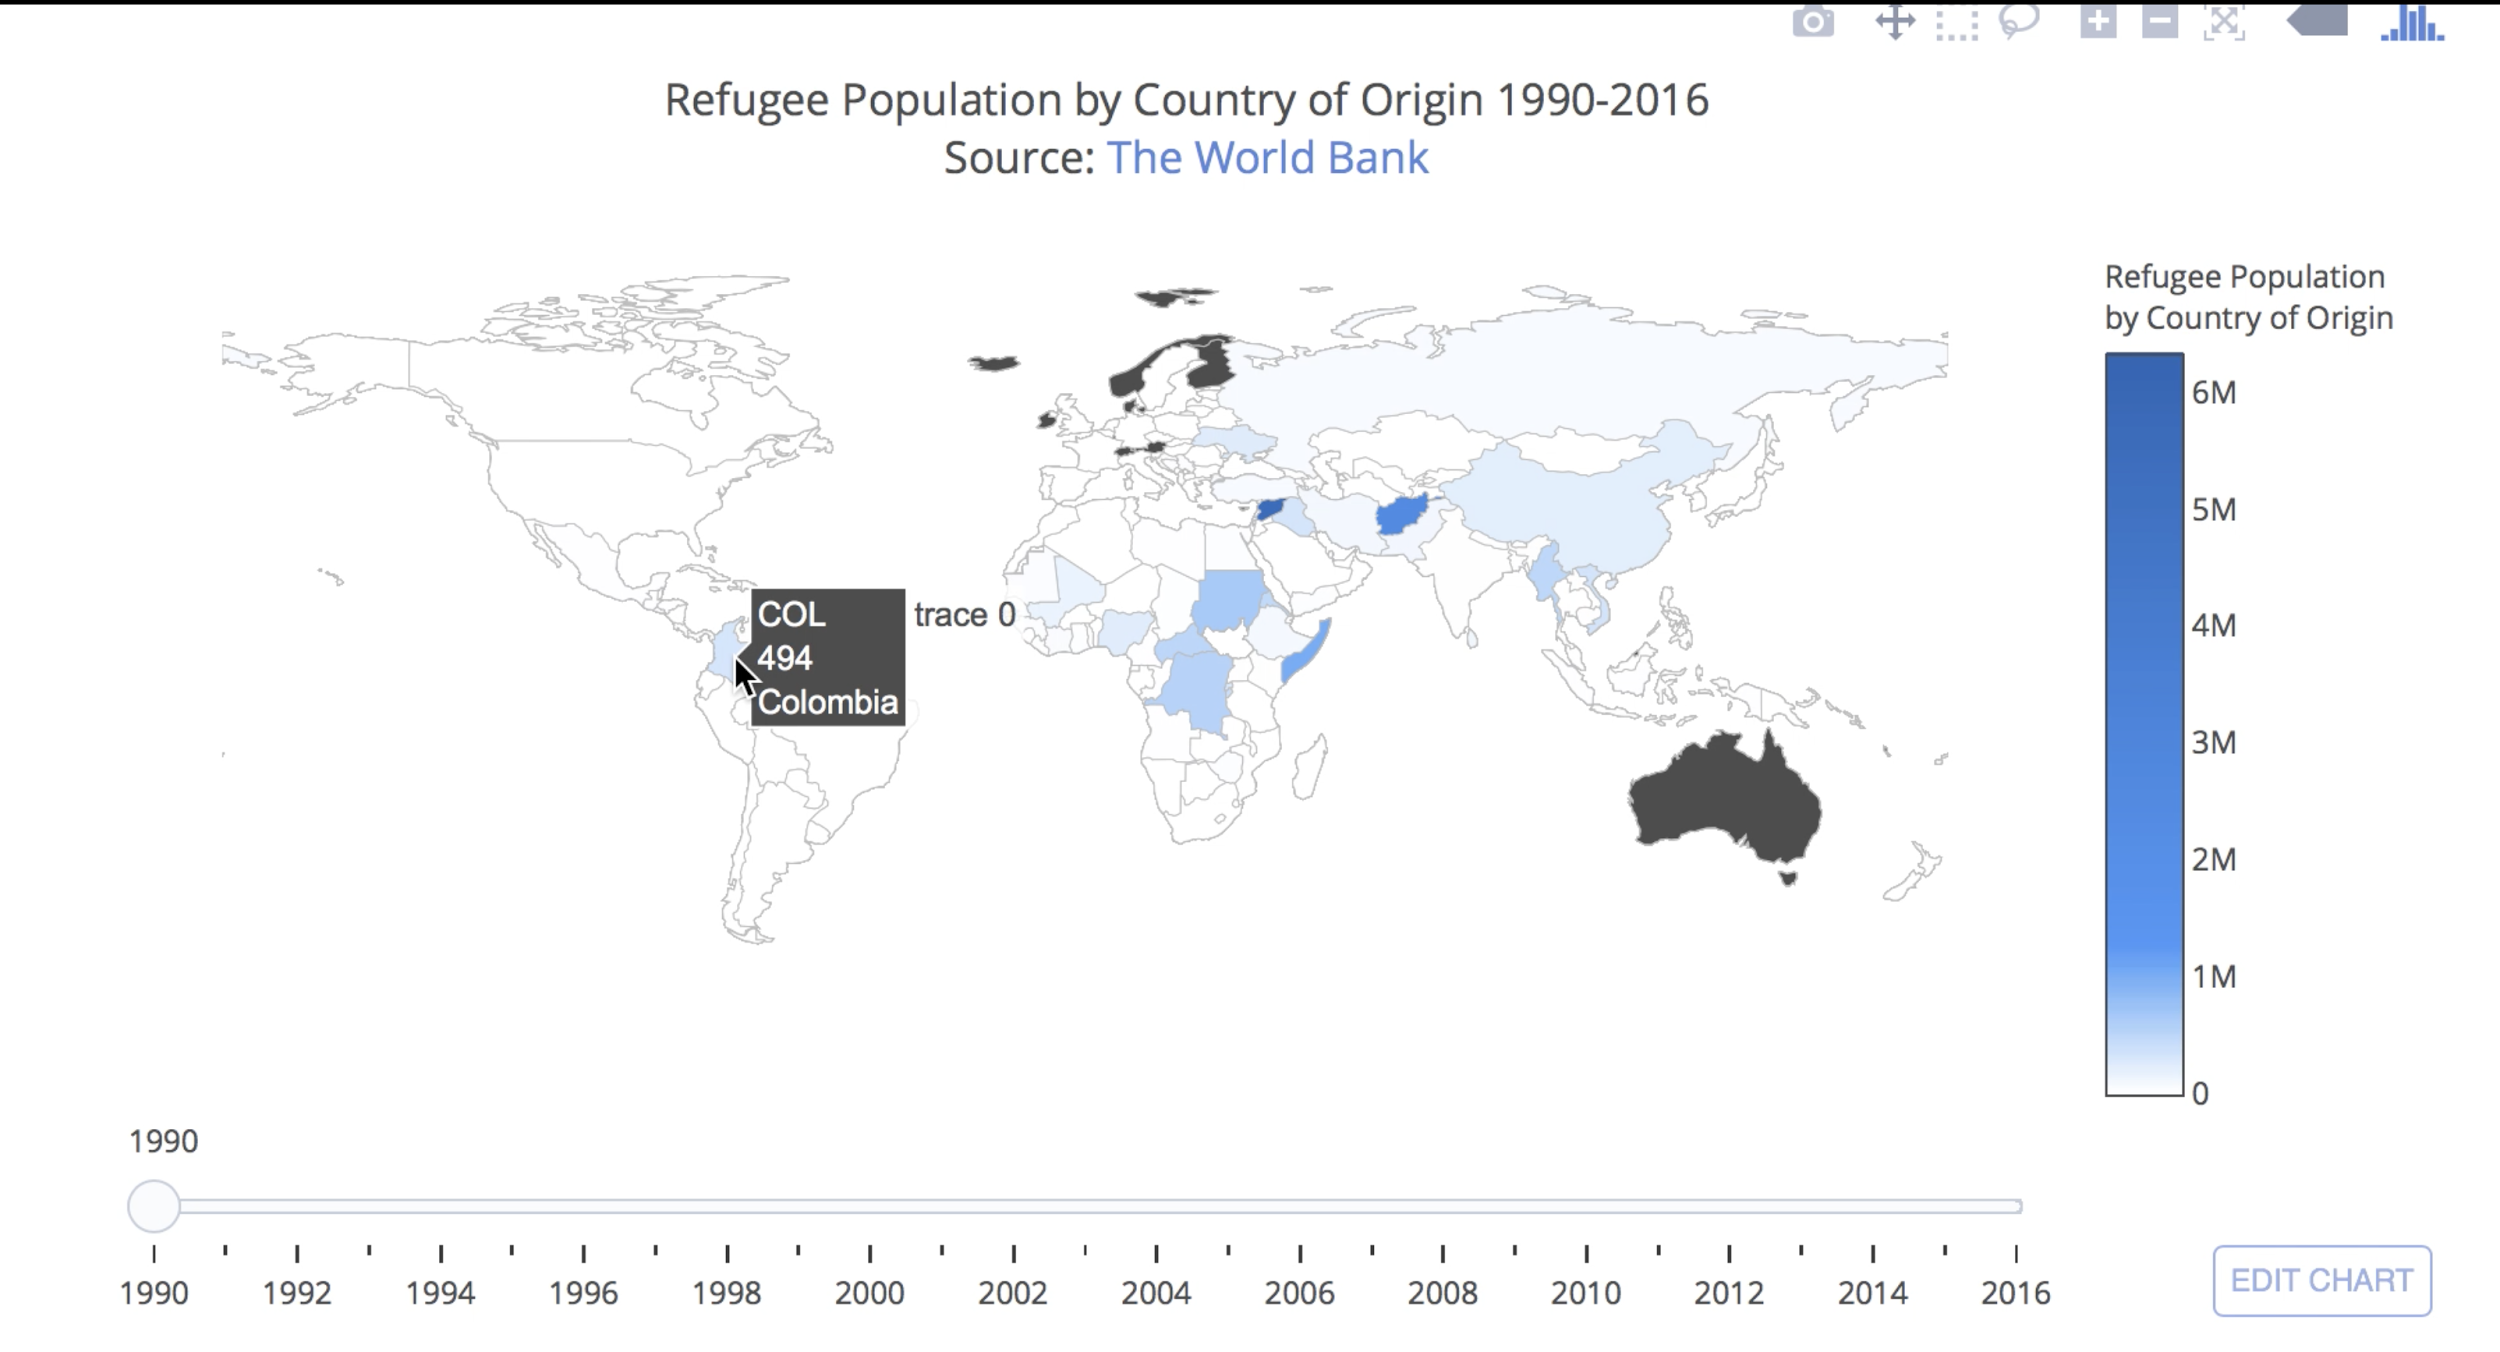 Refugee Population by Country of Origin 1990-2016
Source: The World Bank
Refugee Population
by Country of Origin
6M
5M
4M
3M
2M
1M
0
COL
494
Colombia
trace 0
1990
1990
1992
1994
1996
1998
2000
2002
2004
2006
2008
2010
2012
2014
2016
EDIT CHART